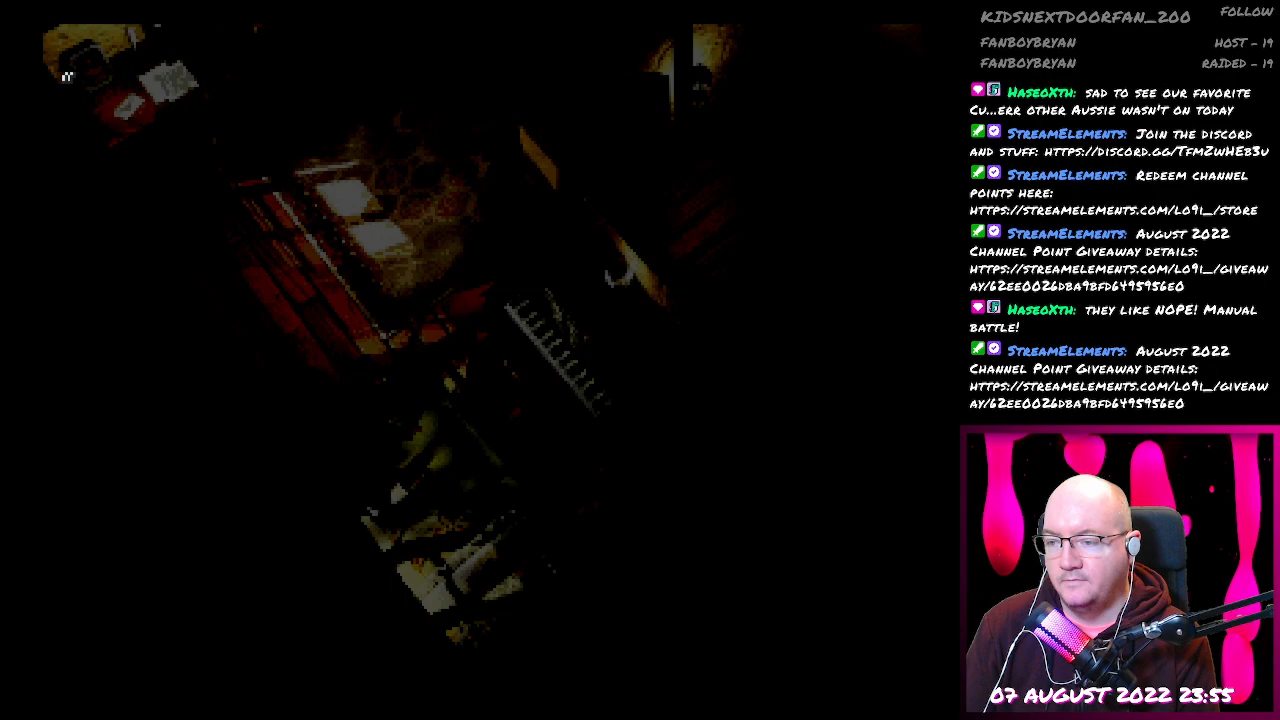 KIDSNEXTDOORFAN_200 FOLLOW
FANBOYBRYAN HOST - 19
FANBOYBRYAN RAIDED - 19
HaseoXth: SAD TO SEE OUR FAVORITE
CU...ERR OTHER AUSSIE WASN'T ON TODAY
StreamElements: JOIN THE DISCORD
AND STUFF: HTTPS://DISCORD.GG/TFMZWHEB3U
StreamElements: REDEEM CHANNEL
POINTS HERE:
HTTPS://STREAMELEMENTS.COM/LO9I_/STORE
StreamElements: AUGUST 2022
CHANNEL POINT GIVEAWAY DETAILS:
HTTPS://STREAMELEMENTS.COM/LO9I_/GIVEAW
AY/62EE0026DBA9BFD6495956E0
HaseoXth: THEY LIKE NOPE! MANUAL
BATTLE!
StreamElements: AUGUST 2022
CHANNEL POINT GIVEAWAY DETAILS:
HTTPS://STREAMELEMENTS.COM/LO9I_/GIVEAW
AY/62EE0026DBA9BFD6495956E0
07 AUGUST 2022 23:55